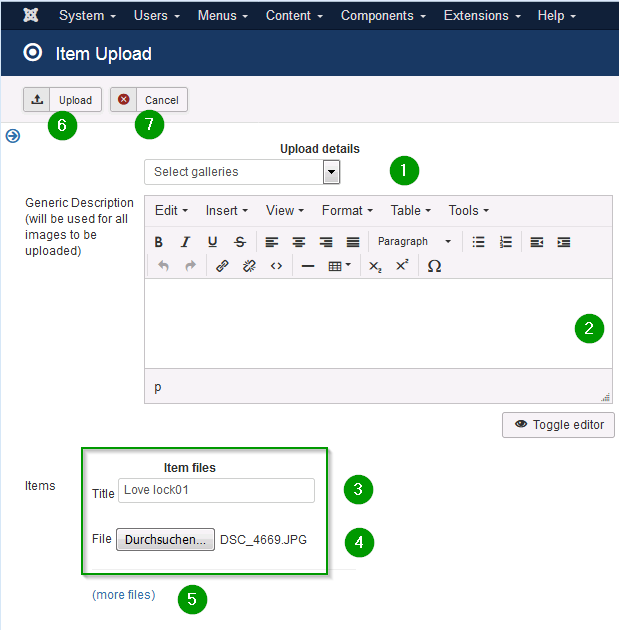 System Users Menus Content Components Extensions Help
Item Upload
Upload Cancel
6 7
Upload details
Select galleries
1
Generic Description
(will be used for all
images to be
uploaded)
Edit Insert View Format Table Tools
B I U S Paragraph
X₂ X² Ω
2
p
Toggle editor
Item files
Items
Title Love lock01
3
File Durchsuchen... DSC_4669.JPG
4
(more files)
5